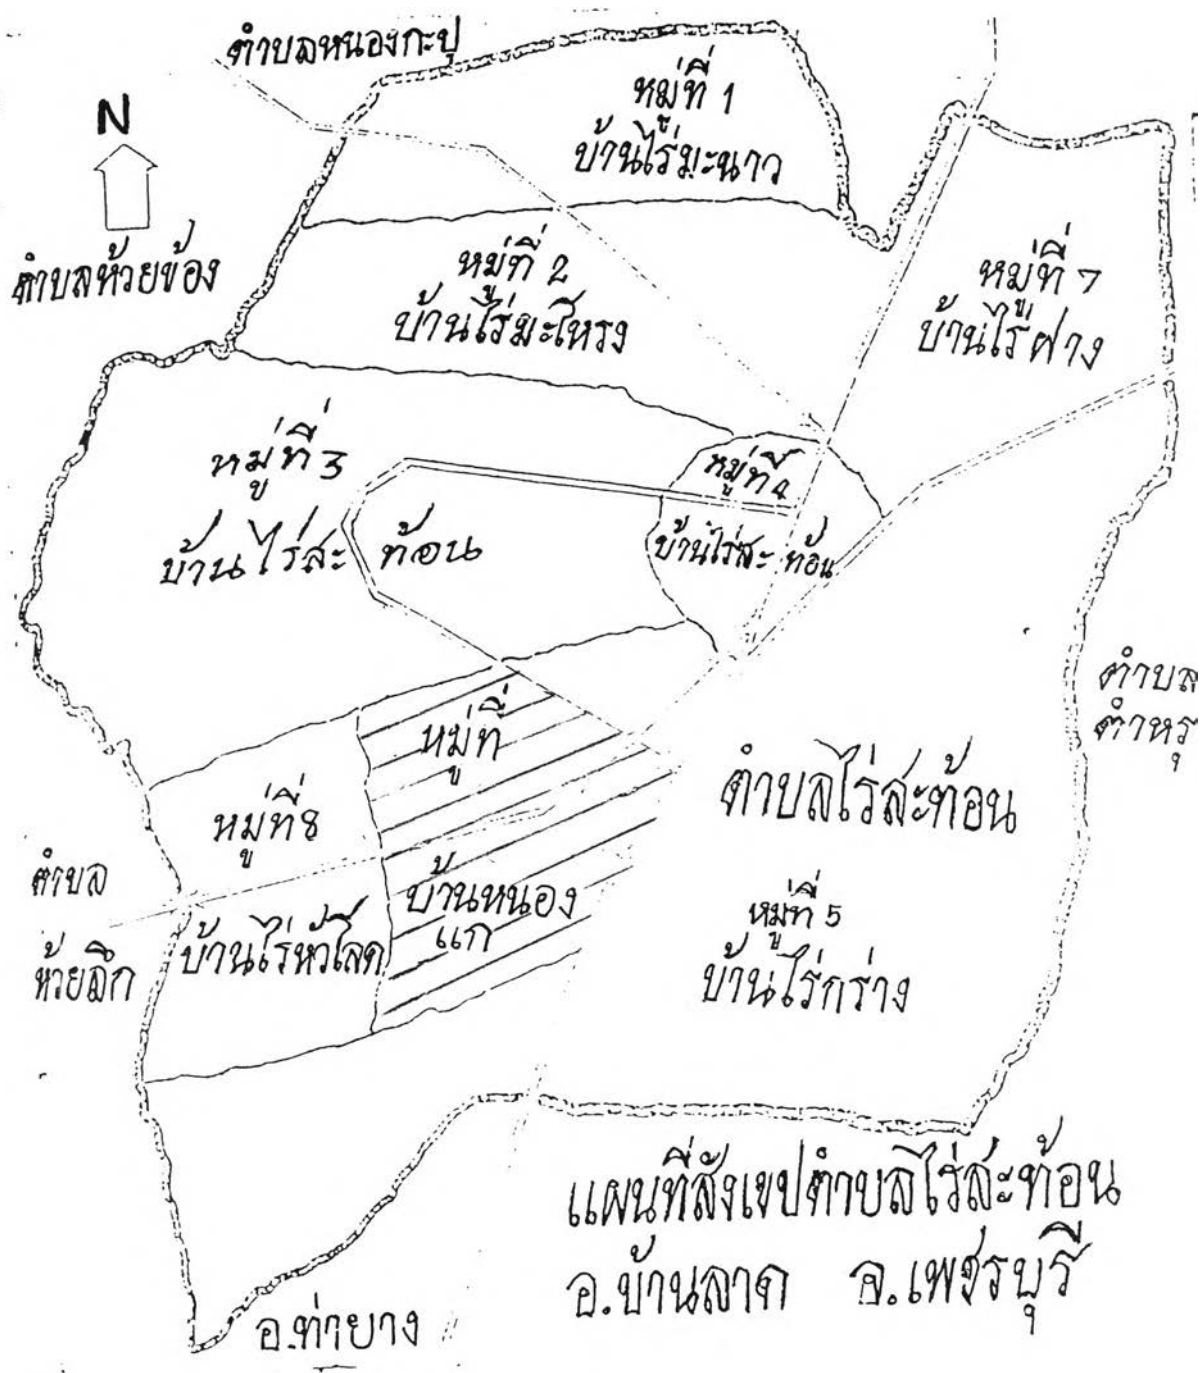 ตำบลหนองกะปุ
N
หมู่ที่ 1
บ้านไร่มะนาว
ตำบลห้วยข้อง
หมู่ที่ 2
บ้านไร่มะโหรง
หมู่ที่ 7
บ้านไร่ฝาง
หมู่ที่ 3
บ้านไร่สะท้อน
หมู่ที่ 4
บ้านไร่สะท้อน
ตำบล
ตำหรุ
หมู่ที่
บ้านหนอง
แก
หมู่ที่ 8
บ้านไร่หัวโลด
ตำบลไร่สะท้อน
ตำบล
ห้วยลึก
หมู่ที่ 5
บ้านไร่กร่าง
แผนที่สังเขปตำบลไร่สะท้อน
อ.บ้านลาด จ.เพชรบุรี
อ.ท่ายาง